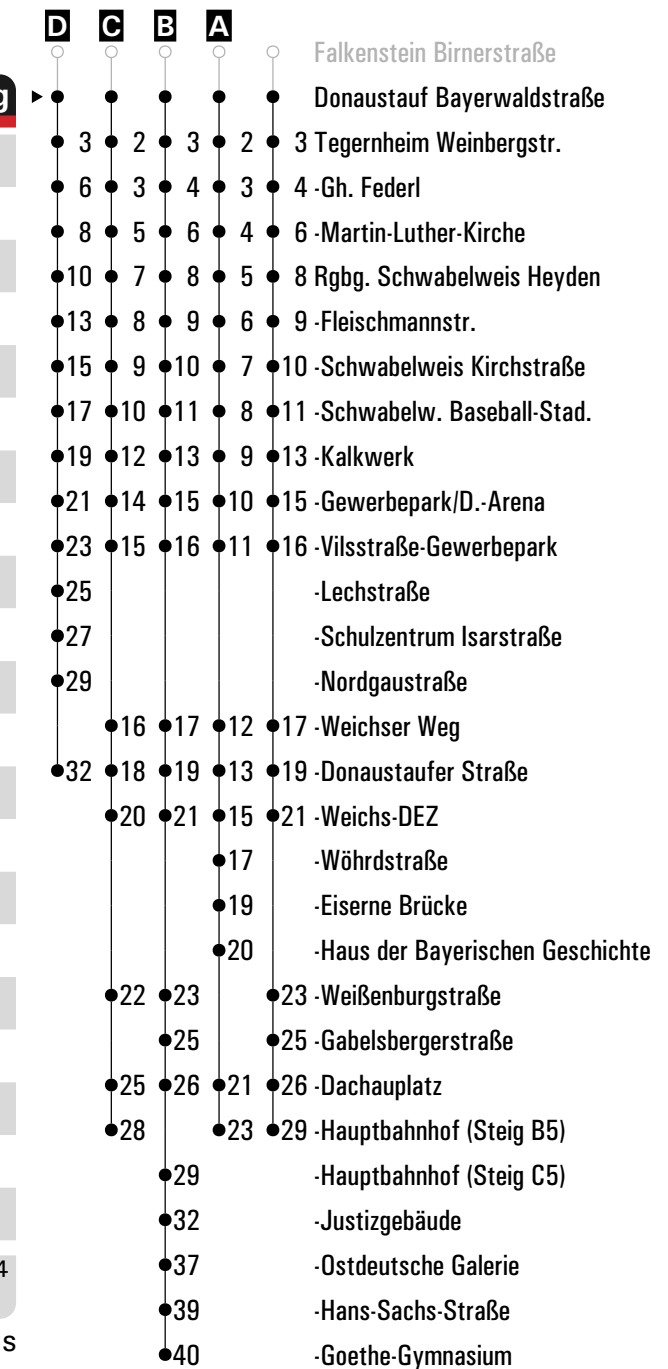 D C B A
Falkenstein Birnerstraße
g Donaustauf Bayerwaldstraße
3 2 3 2 3 Tegernheim Weinbergstr.
6 3 4 3 4 -Gh. Federl
8 5 6 4 6 -Martin-Luther-Kirche
10 7 8 5 8 Rgbg. Schwabelweis Heyden
13 8 9 6 9 -Fleischmannstr.
15 9 10 7 10 -Schwabelweis Kirchstraße
17 10 11 8 11 -Schwabelw. Baseball-Stad.
19 12 13 9 13 -Kalkwerk
21 14 15 10 15 -Gewerbepark/D.-Arena
23 15 16 11 16 -Vilsstraße-Gewerbepark
25 -Lechstraße
27 -Schulzentrum Isarstraße
29 -Nordgaustraße
16 17 12 17 -Weichser Weg
32 18 19 13 19 -Donaustaufer Straße
20 21 15 21 -Weichs-DEZ
17 -Wöhrdstraße
19 -Eiserne Brücke
20 -Haus der Bayerischen Geschichte
22 23 23 -Weißenburgstraße
25 25 -Gabelsbergerstraße
25 26 21 26 -Dachauplatz
28 23 29 -Hauptbahnhof (Steig B5)
29 -Hauptbahnhof (Steig C5)
32 -Justizgebäude
4 37 -Ostdeutsche Galerie
39 -Hans-Sachs-Straße
s 40 -Goethe-Gymnasium